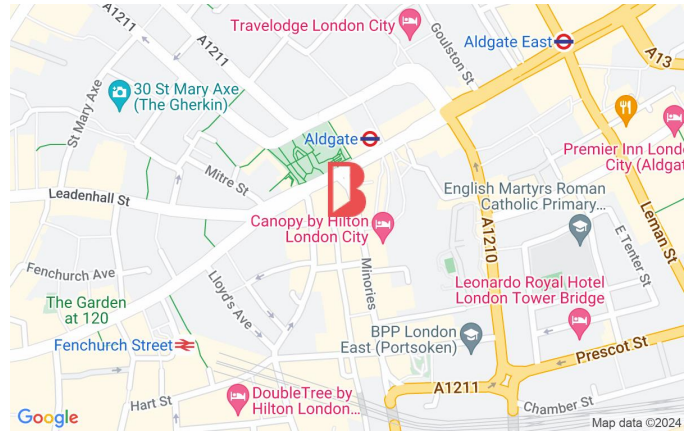 Travelodge London City
A1211
A1211
Goulston St
Aldgate East
A13
30 St Mary Axe
(The Gherkin)
St Mary Axe
Aldgate
Mitre St
Premier Inn Lond
City (Aldgat
Leadenhall St
B
English Martyrs Roman
Catholic Primary...
Canopy by Hilton
London City
A1210
Leman St
E Tenter St
Fenchurch Ave
Lloyd's Ave
Minories
Leonardo Royal Hotel
London Tower Bridge
The Garden
at 120
BPP London
East (Portsoken)
Fenchurch Street
Prescot St
A1211
Hart St
DoubleTree by
Hilton London...
Chamber St
Google
Map data ©2024